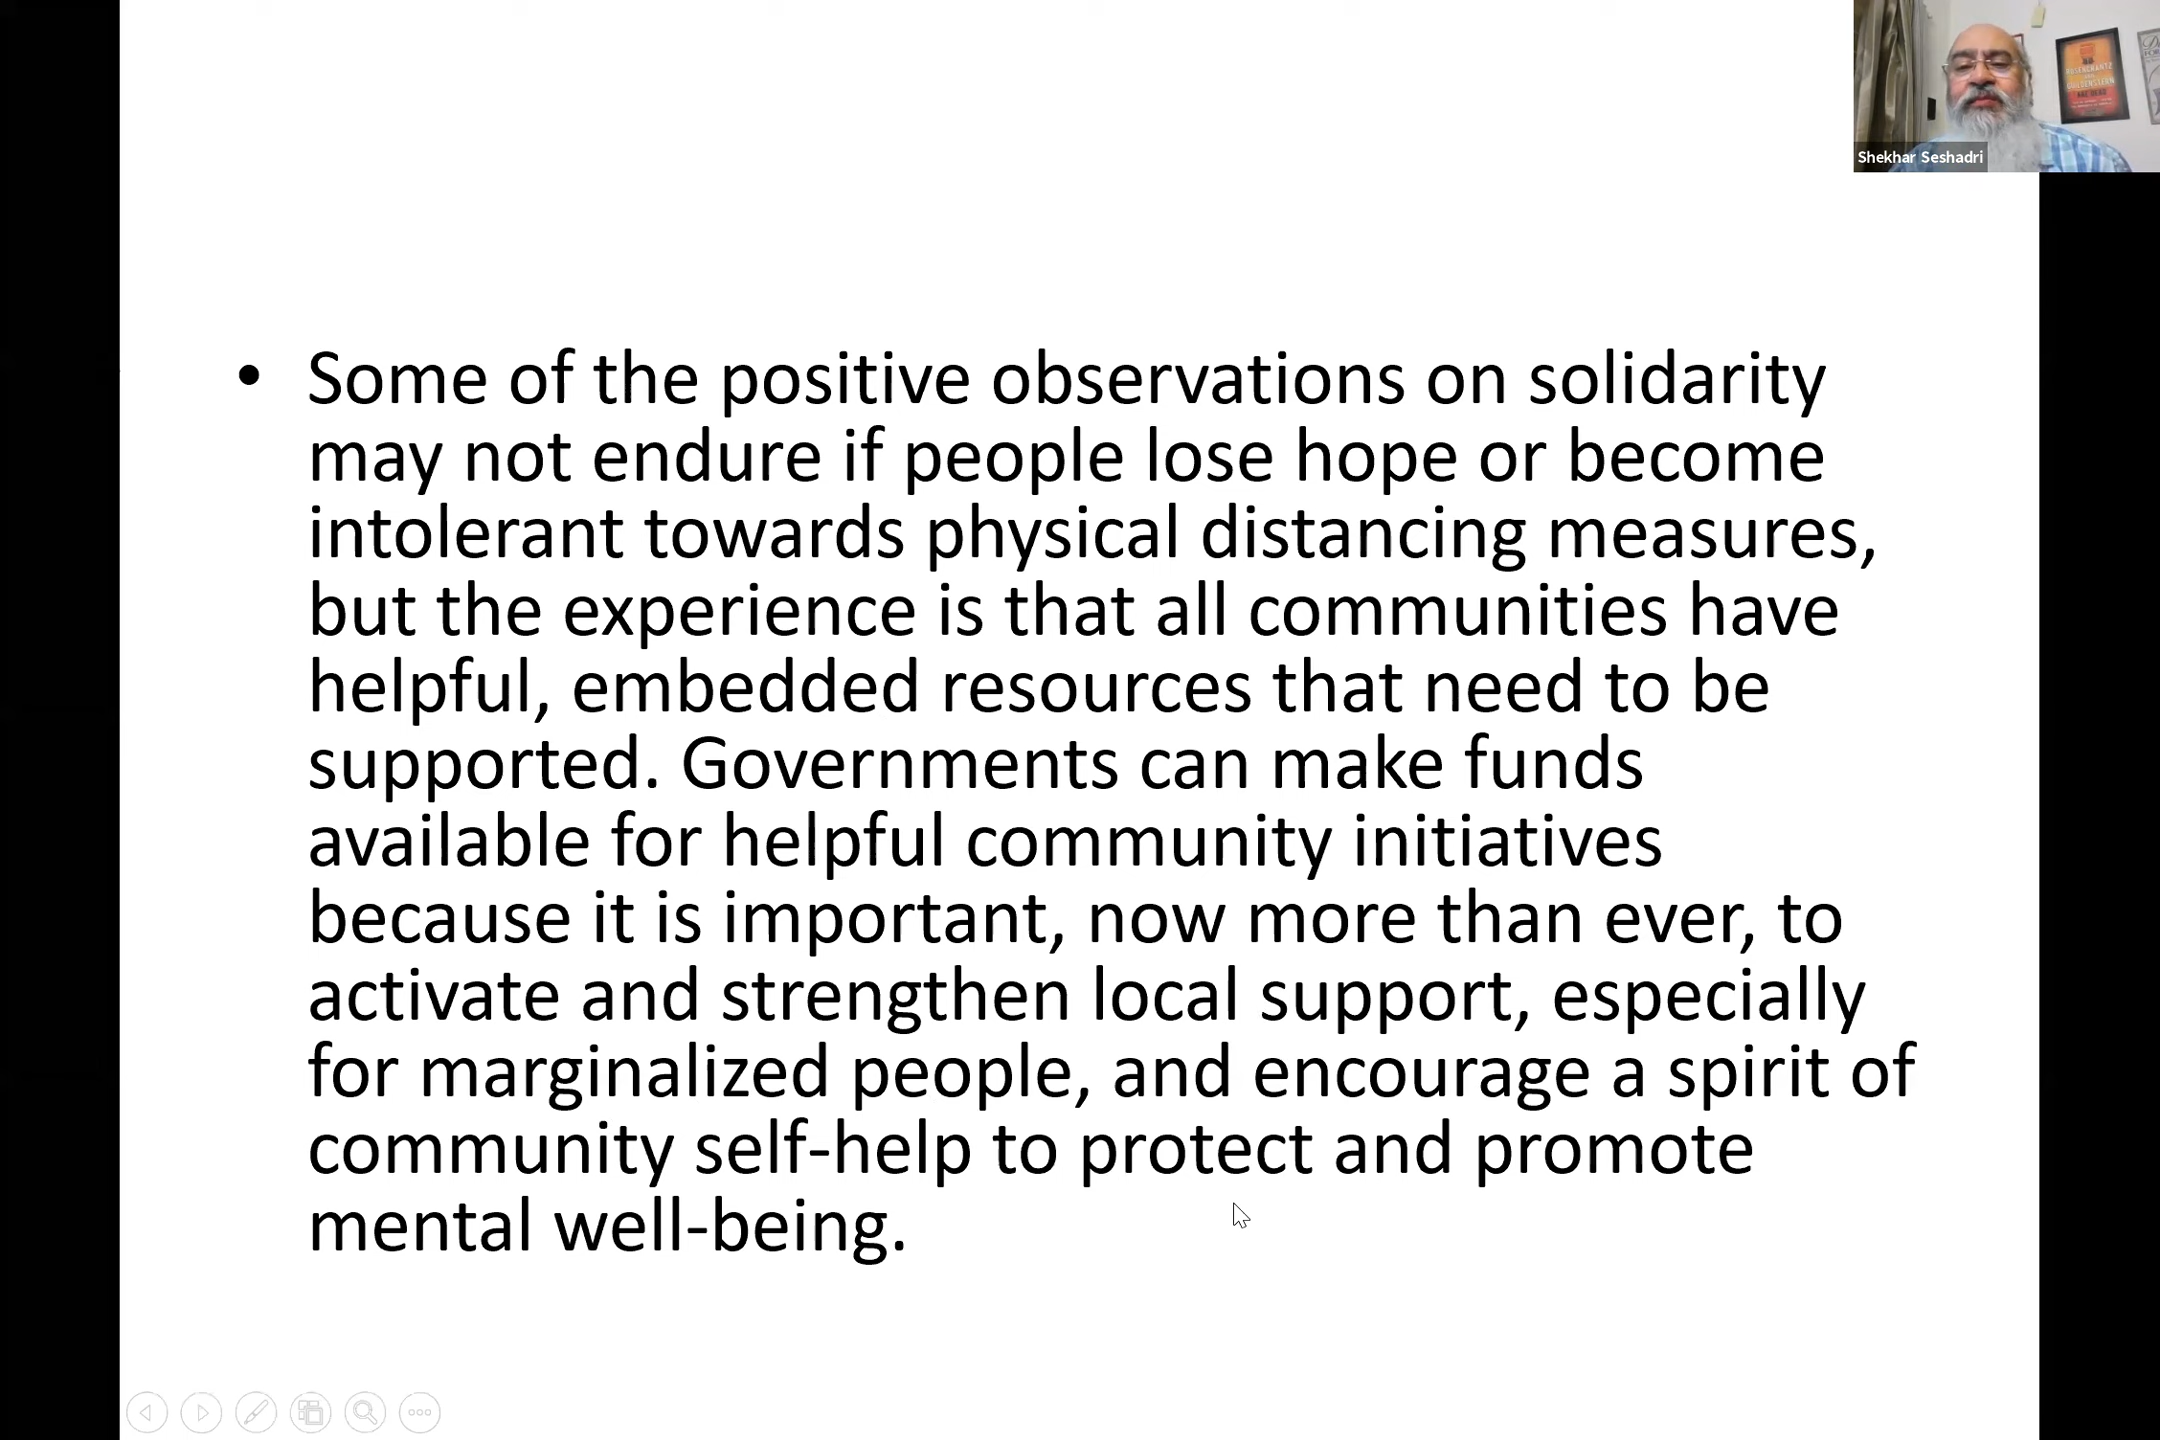 Shekhar Seshadri
ROSENCRANTZ
GUILDENSTERN
ARE DEAD
• Some of the positive observations on solidarity
may not endure if people lose hope or become
intolerant towards physical distancing measures,
but the experience is that all communities have
helpful, embedded resources that need to be
supported. Governments can make funds
available for helpful community initiatives
because it is important, now more than ever, to
activate and strengthen local support, especially
for marginalized people, and encourage a spirit of
community self-help to protect and promote
mental well-being.